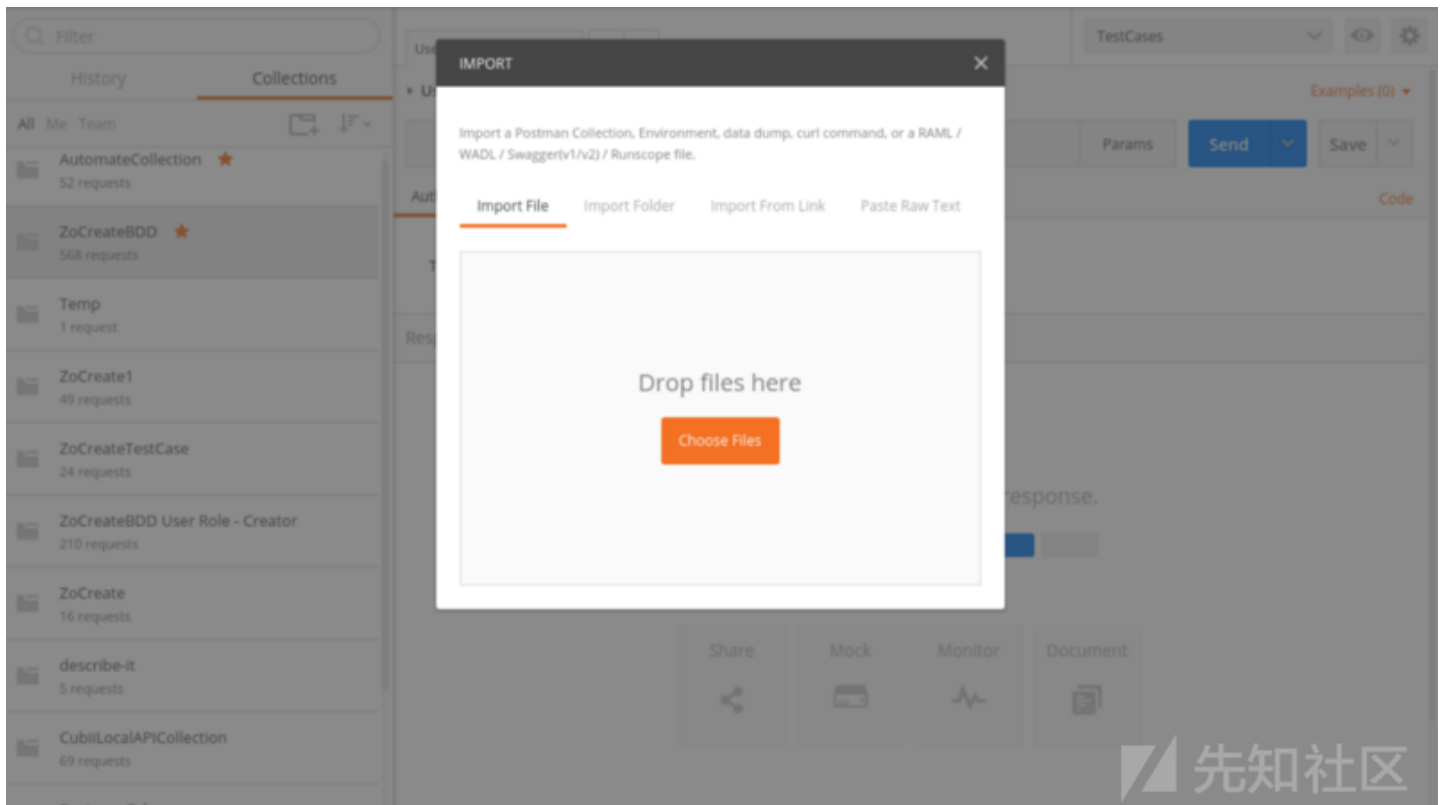 Filter
History Collections
All Me Team
AutomateCollection
52 requests
ZoCreateBDD
568 requests
Temp
1 request
ZoCreate1
49 requests
ZoCreateTestCase
24 requests
ZoCreateBDD User Role - Creator
210 requests
ZoCreate
16 requests
describe-it
5 requests
CubiiLocalAPICollection
69 requests
TestCases
Examples (0)
Params Send Save
Code
IMPORT
Import a Postman Collection, Environment, data dump, curl command, or a RAML /
WADL / Swagger(v1/v2) / Runscope file.
Import File Import Folder Import From Link Paste Raw Text
Drop files here
Choose Files
response.
Share Mock Monitor Document
先知社区